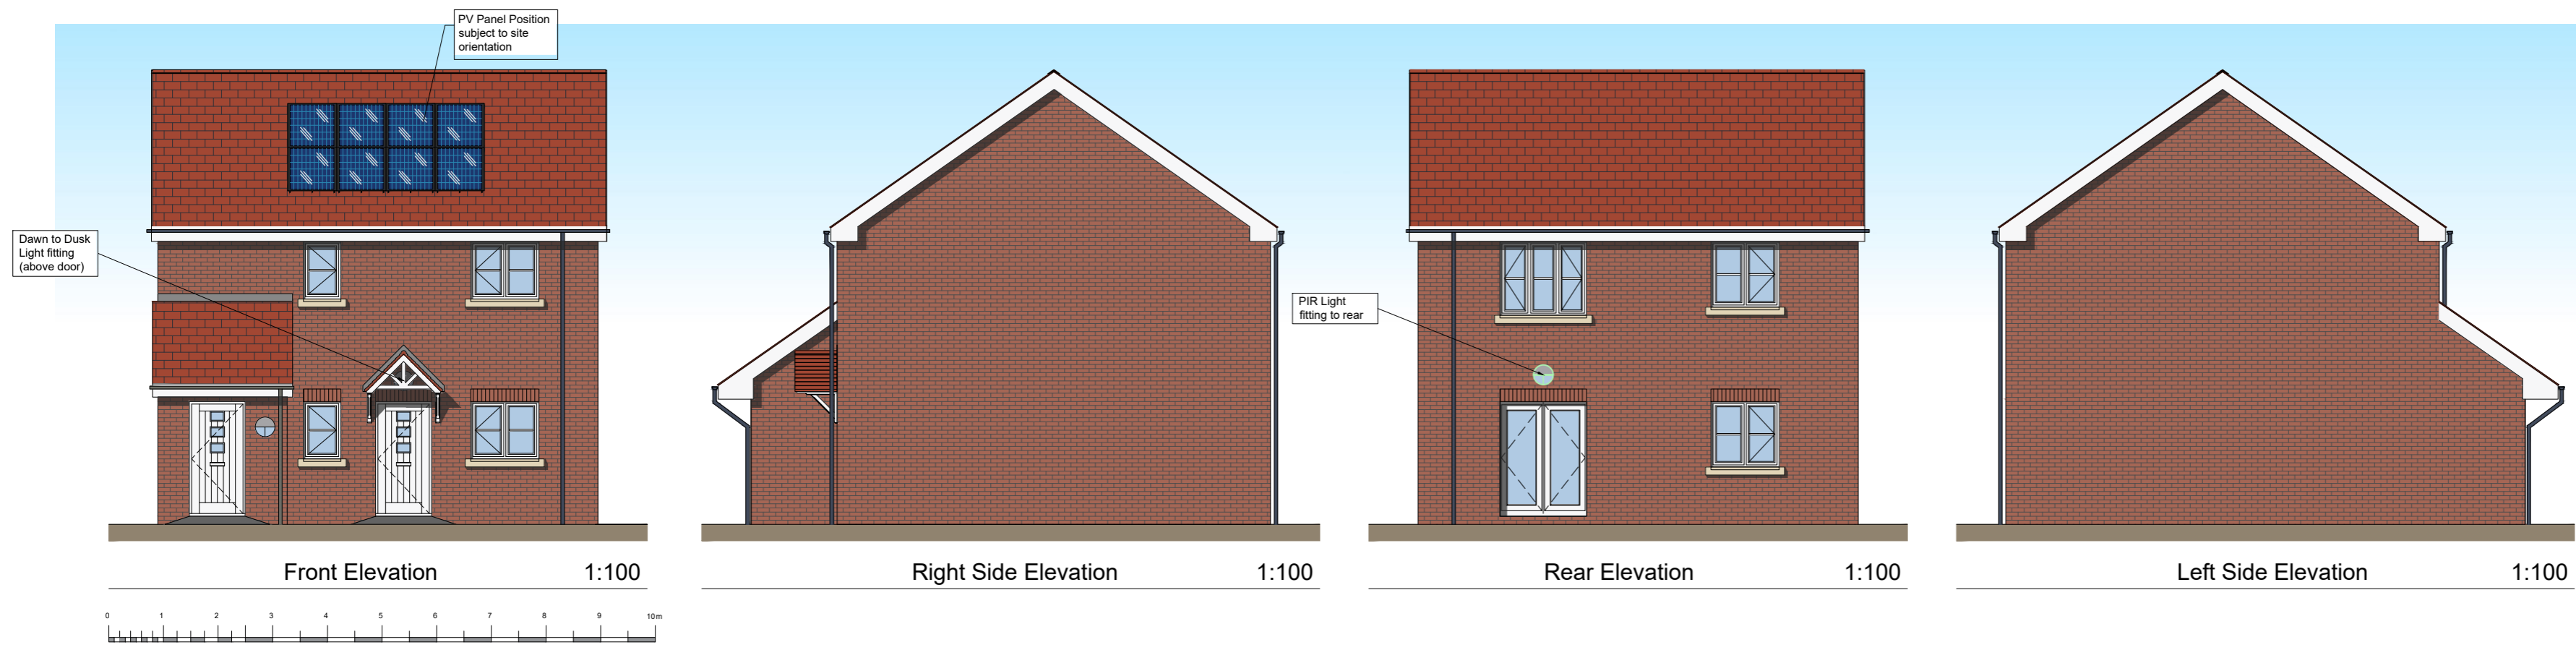 PV Panel Position
subject to site
orientation
Dawn to Dusk
Light fitting
(above door)
PIR Light
fitting to rear
Front Elevation 1:100
Right Side Elevation 1:100
Rear Elevation 1:100
Left Side Elevation 1:100
0 1 2 3 4 5 6 7 8 9 10m